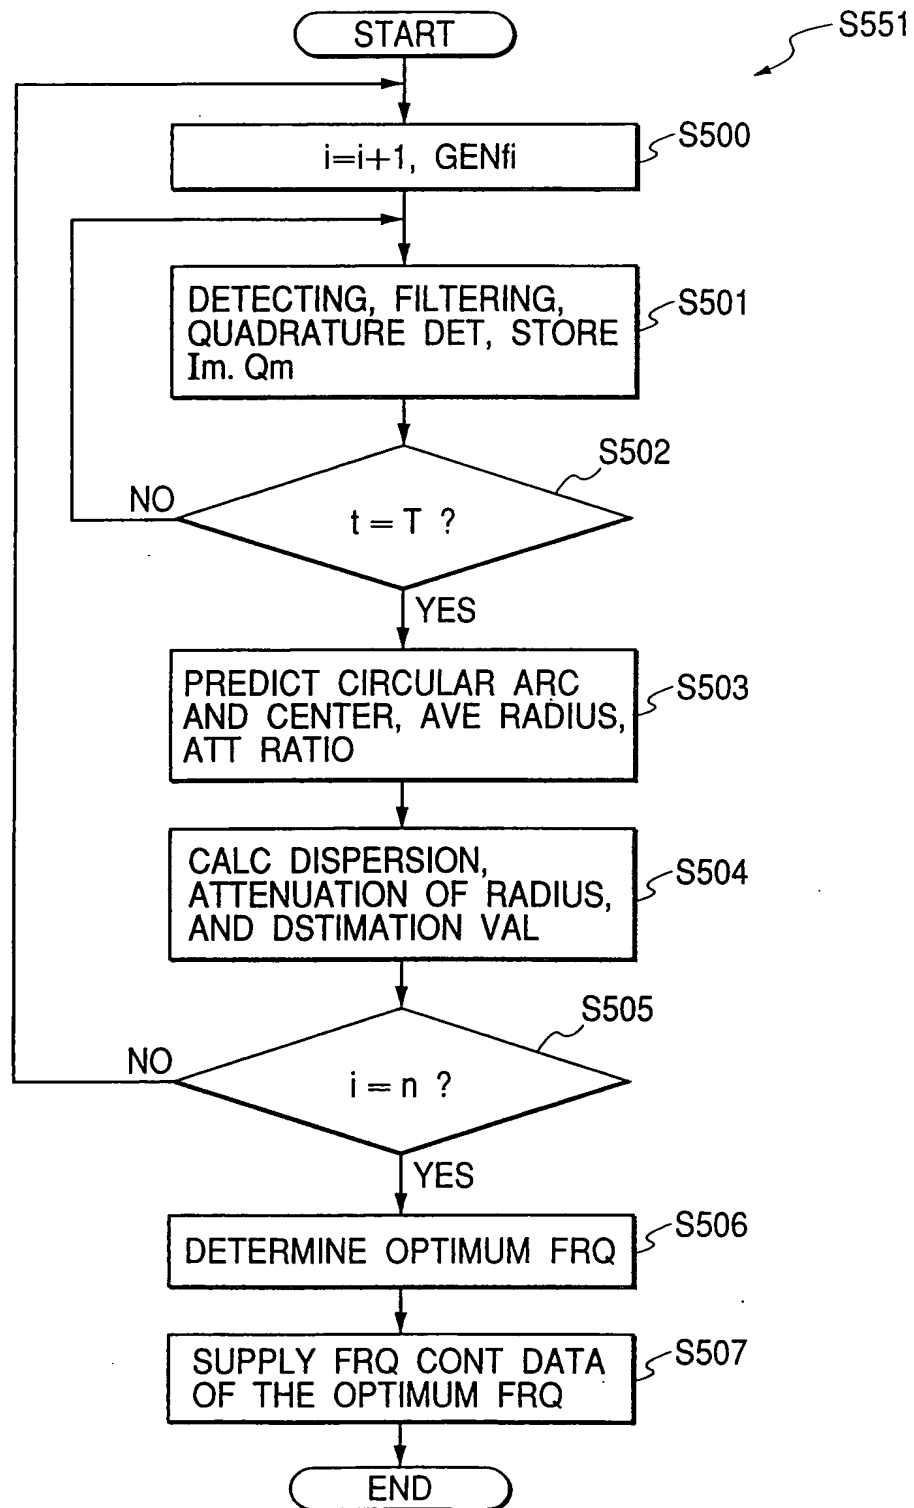 START
S551
i=i+1, GENfi
S500
DETECTING, FILTERING,
QUADRATURE DET, STORE
Im. Qm
S501
S502
NO
t = T ?
YES
PREDICT CIRCULAR ARC
AND CENTER, AVE RADIUS,
ATT RATIO
S503
CALC DISPERSION,
ATTENUATION OF RADIUS,
AND DSTIMATION VAL
S504
S505
NO
i = n ?
YES
DETERMINE OPTIMUM FRQ
S506
SUPPLY FRQ CONT DATA
OF THE OPTIMUM FRQ
S507
END